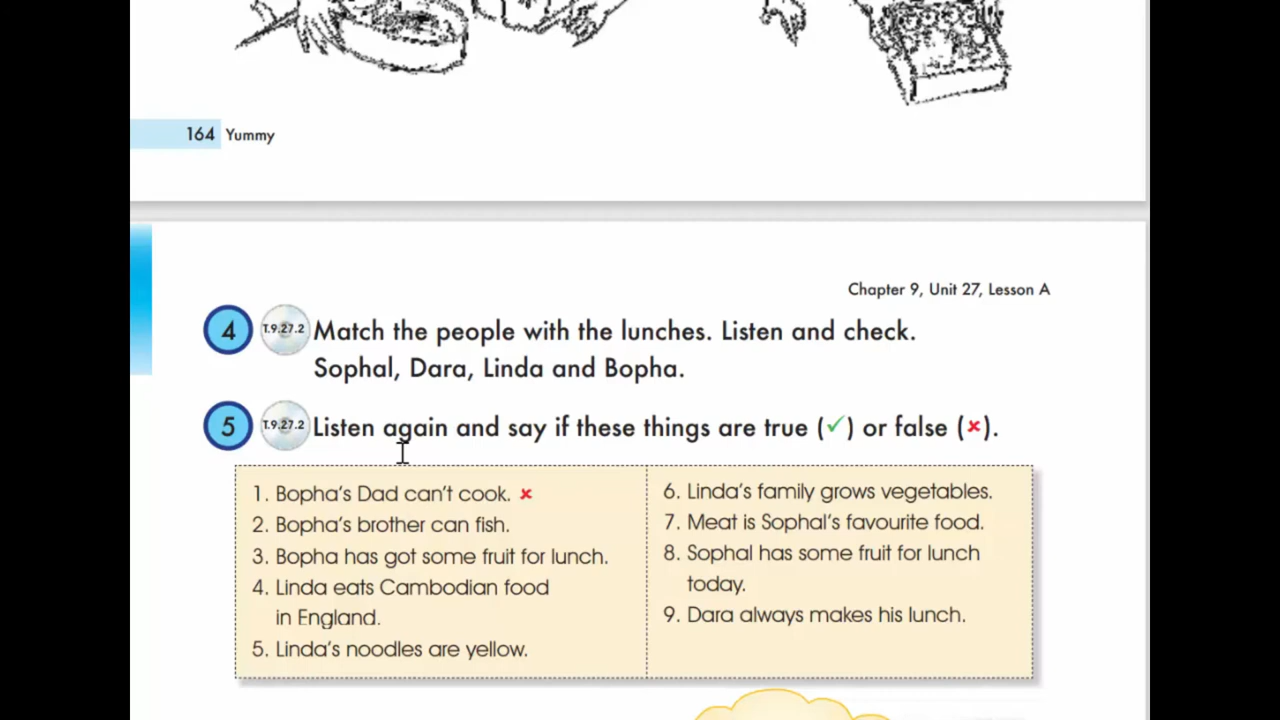 164 Yummy
Chapter 9, Unit 27, Lesson A
4 T.9.27.2 Match the people with the lunches. Listen and check.
Sophal, Dara, Linda and Bopha.
5 T.9.27.2 Listen again and say if these things are true (✓) or false (✗).
1. Bopha's Dad can't cook. ✗
2. Bopha's brother can fish.
3. Bopha has got some fruit for lunch.
4. Linda eats Cambodian food
in England.
5. Linda's noodles are yellow.
6. Linda's family grows vegetables.
7. Meat is Sophal's favourite food.
8. Sophal has some fruit for lunch
today.
9. Dara always makes his lunch.